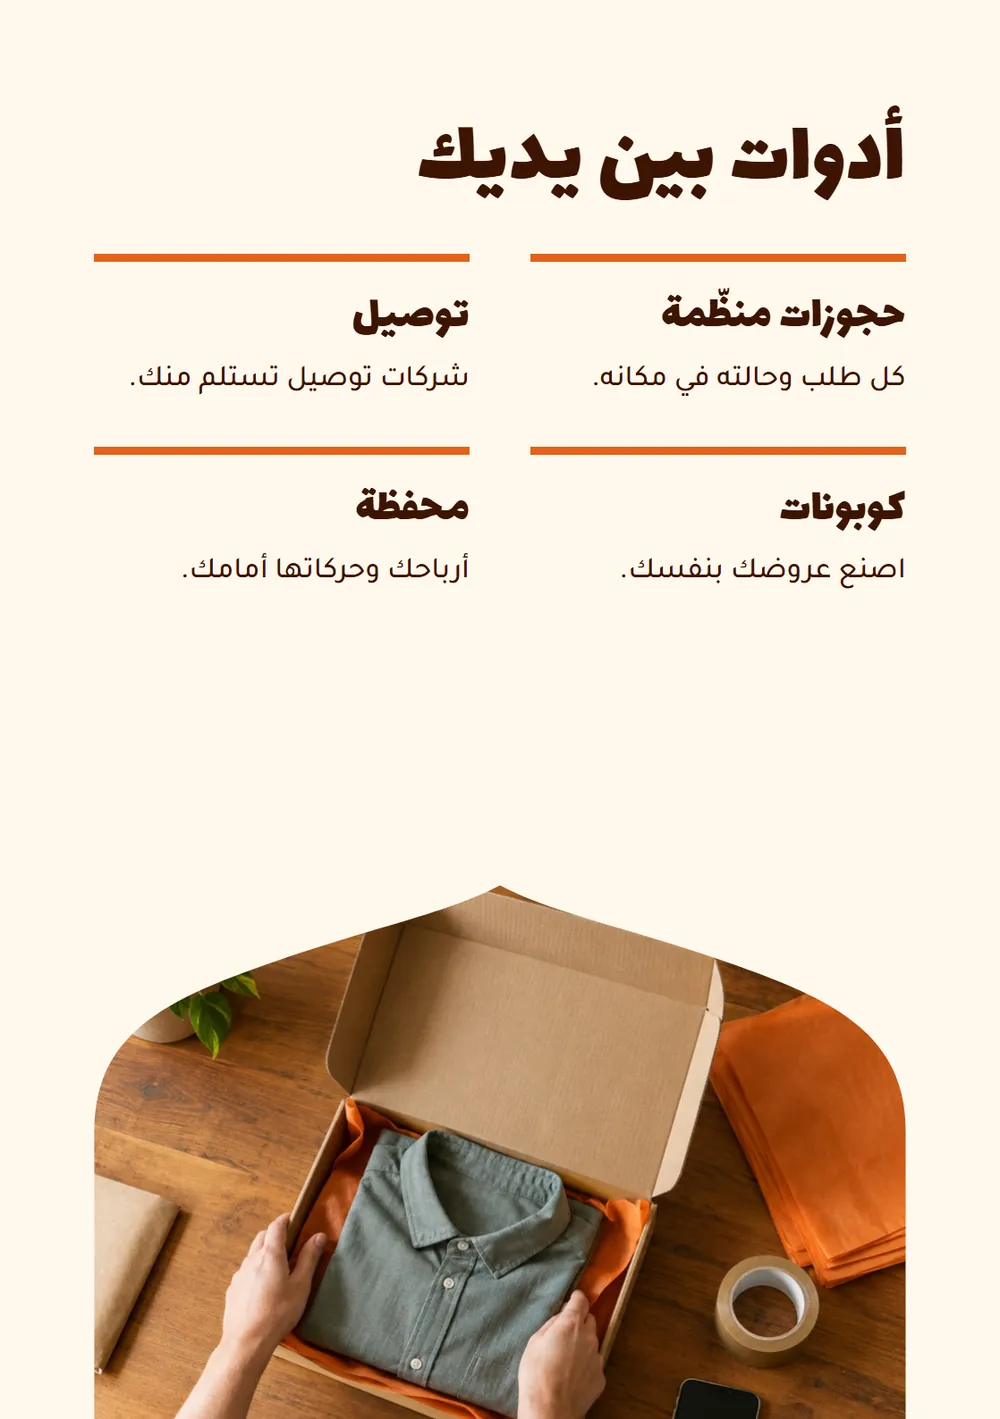 أدوات بين يديك
حجوزات منظّمة
كل طلب وحالته في مكانه.
توصيل
شركات توصيل تستلم منك.
كوبونات
اصنع عروضك بنفسك.
محفظة
أرباحك وحركاتها أمامك.